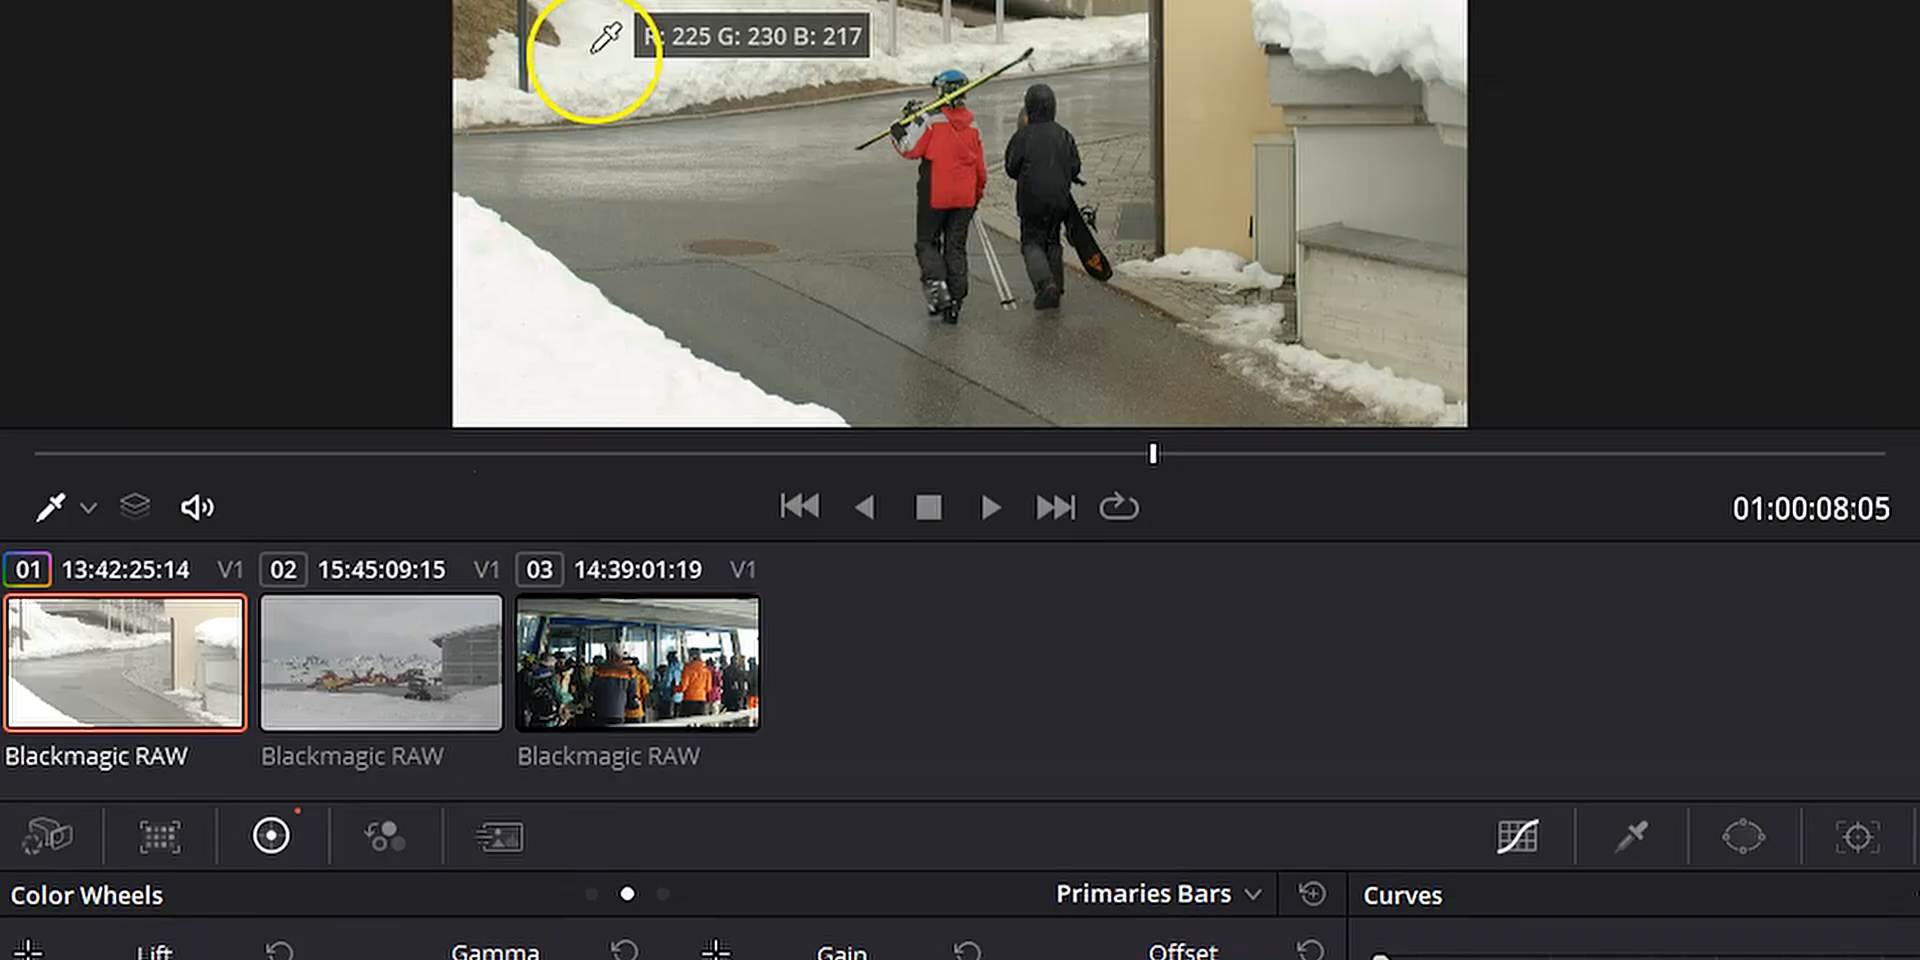 R: 225 G: 230 B: 217
01:00:08:05
01 13:42:25:14 V1 02 15:45:09:15 V1 03 14:39:01:19 V1
Blackmagic RAW Blackmagic RAW Blackmagic RAW
Color Wheels Primaries Bars Curves
Lift Gamma Gain Offset